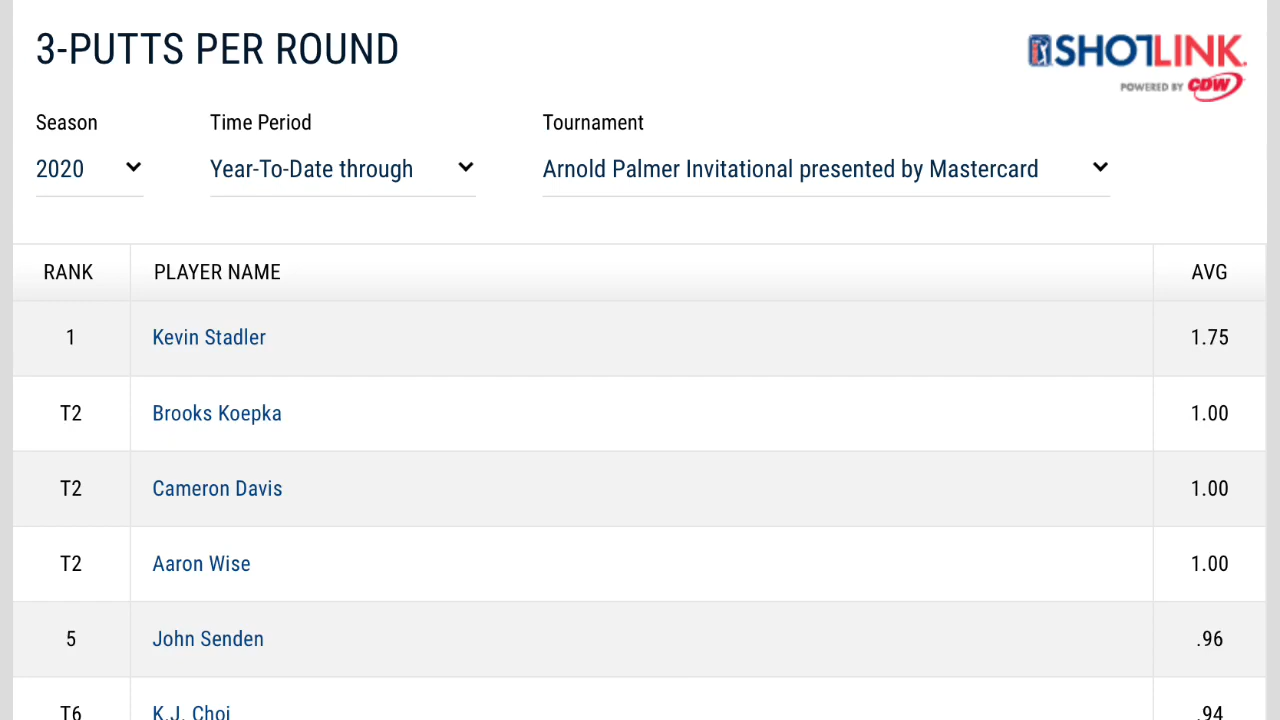 3-PUTTS PER ROUND
SHOTLINK.
POWERED BY CDW
Season Time Period Tournament
2020 Year-To-Date through Arnold Palmer Invitational presented by Mastercard
RANK PLAYER NAME AVG
1 Kevin Stadler 1.75
T2 Brooks Koepka 1.00
T2 Cameron Davis 1.00
T2 Aaron Wise 1.00
5 John Senden .96
T6 K.J. Choi .94